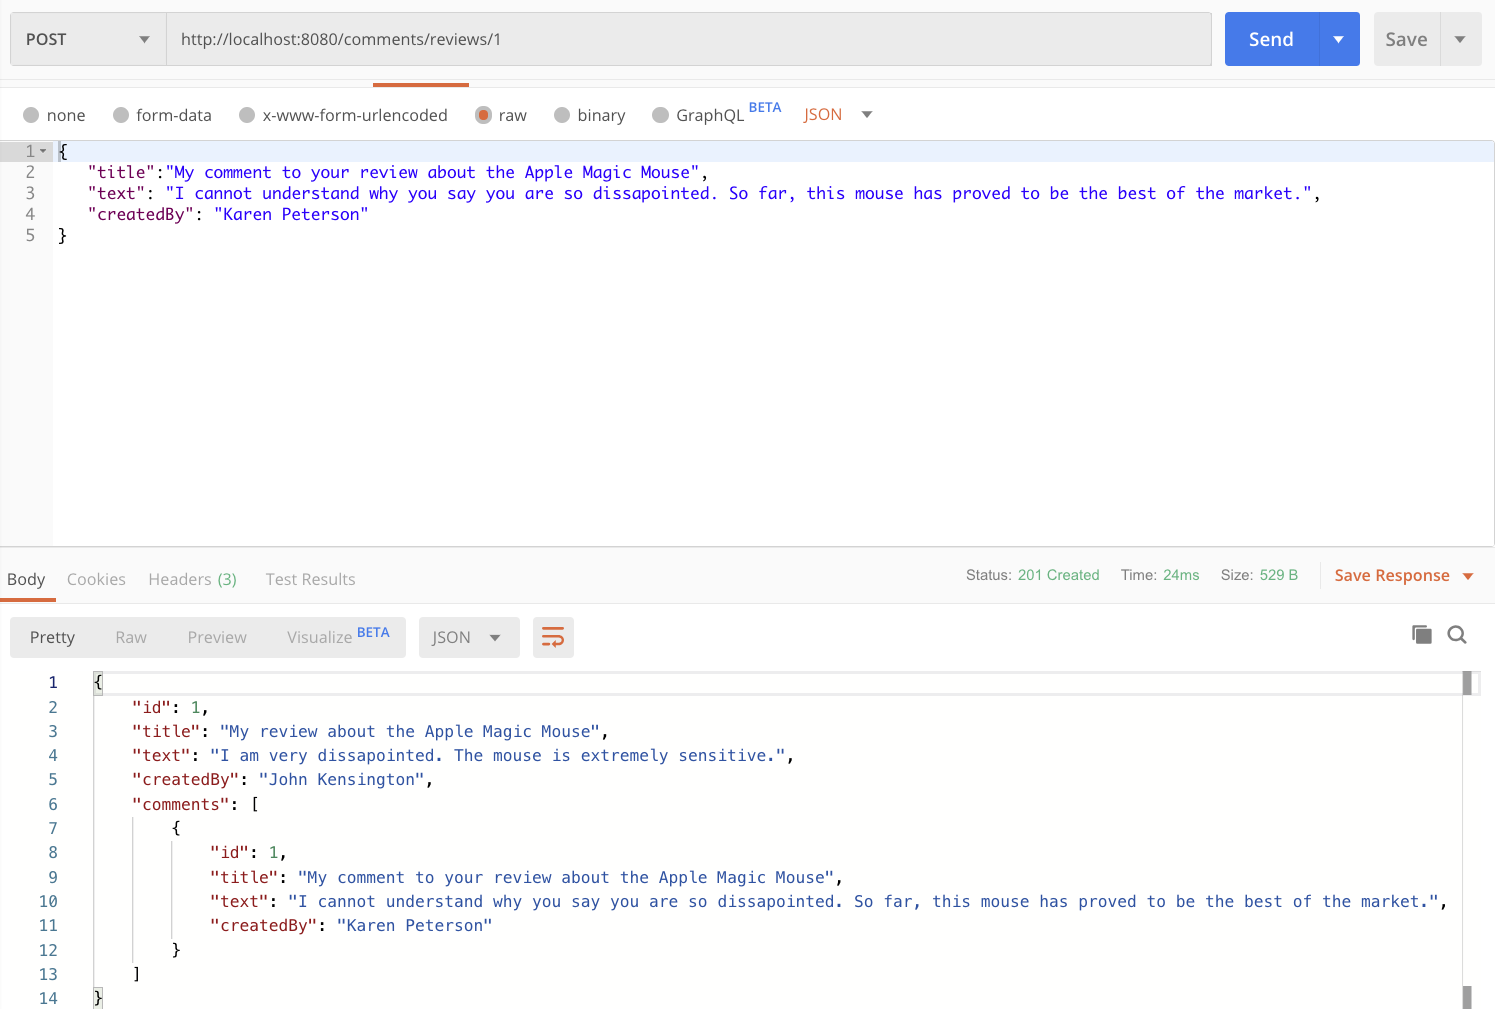 POST http://localhost:8080/comments/reviews/1 Send Save
none form-data x-www-form-urlencoded raw binary GraphQL BETA JSON
1 {
2 "title":"My comment to your review about the Apple Magic Mouse",
3 "text": "I cannot understand why you say you are so dissapointed. So far, this mouse has proved to be the best of the market.",
4 "createdBy": "Karen Peterson"
5 }
Body Cookies Headers (3) Test Results Status: 201 Created Time: 24ms Size: 529 B Save Response
Pretty Raw Preview Visualize BETA JSON
1 {
2 "id": 1,
3 "title": "My review about the Apple Magic Mouse",
4 "text": "I am very dissapointed. The mouse is extremely sensitive.",
5 "createdBy": "John Kensington",
6 "comments": [
7 {
8 "id": 1,
9 "title": "My comment to your review about the Apple Magic Mouse",
10 "text": "I cannot understand why you say you are so dissapointed. So far, this mouse has proved to be the best of the market.",
11 "createdBy": "Karen Peterson"
12 }
13 ]
14 }